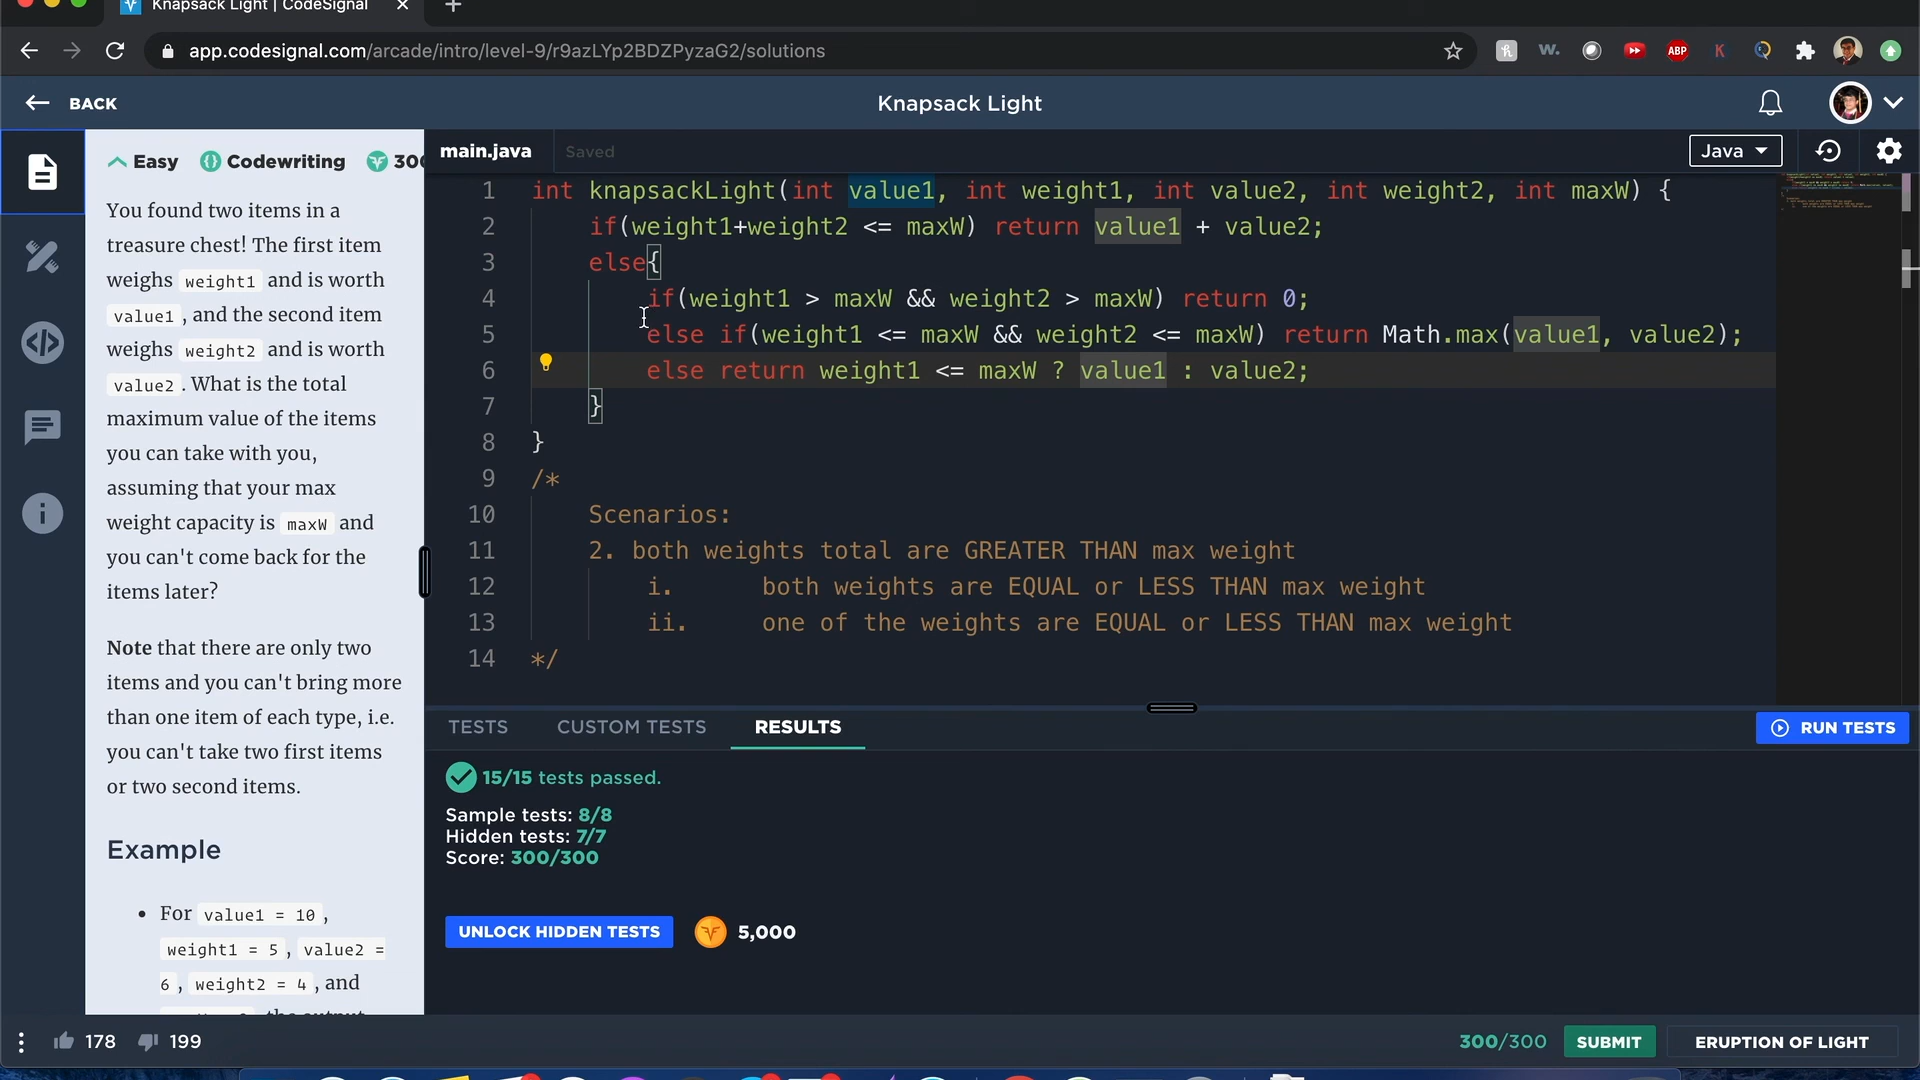 Knapsack Light | CodeSignal
app.codesignal.com/arcade/intro/level-9/r9azLYp2BDZPyzaG2/solutions
ABP
BACK
Knapsack Light
Easy
Codewriting
300
main.java
Saved
Java
You found two items in a
treasure chest! The first item
weighs weight1 and is worth
value1 , and the second item
weighs weight2 and is worth
value2 . What is the total
maximum value of the items
you can take with you,
assuming that your max
weight capacity is maxW and
you can't come back for the
items later?
Note that there are only two
items and you can't bring more
than one item of each type, i.e.
you can't take two first items
or two second items.
Example
• For value1 = 10 ,
weight1 = 5 , value2 =
6 , weight2 = 4 , and
1 int knapsackLight(int value1, int weight1, int value2, int weight2, int maxW) {
2 if(weight1+weight2 <= maxW) return value1 + value2;
3 else{
4 if(weight1 > maxW && weight2 > maxW) return 0;
5 else if(weight1 <= maxW && weight2 <= maxW) return Math.max(value1, value2);
6 else return weight1 <= maxW ? value1 : value2;
7 }
8 }
9 /*
10 Scenarios:
11 2. both weights total are GREATER THAN max weight
12 i. both weights are EQUAL or LESS THAN max weight
13 ii. one of the weights are EQUAL or LESS THAN max weight
14 */
TESTS
CUSTOM TESTS
RESULTS
RUN TESTS
15/15 tests passed.
Sample tests: 8/8
Hidden tests: 7/7
Score: 300/300
UNLOCK HIDDEN TESTS
5,000
178
199
300/300
SUBMIT
ERUPTION OF LIGHT